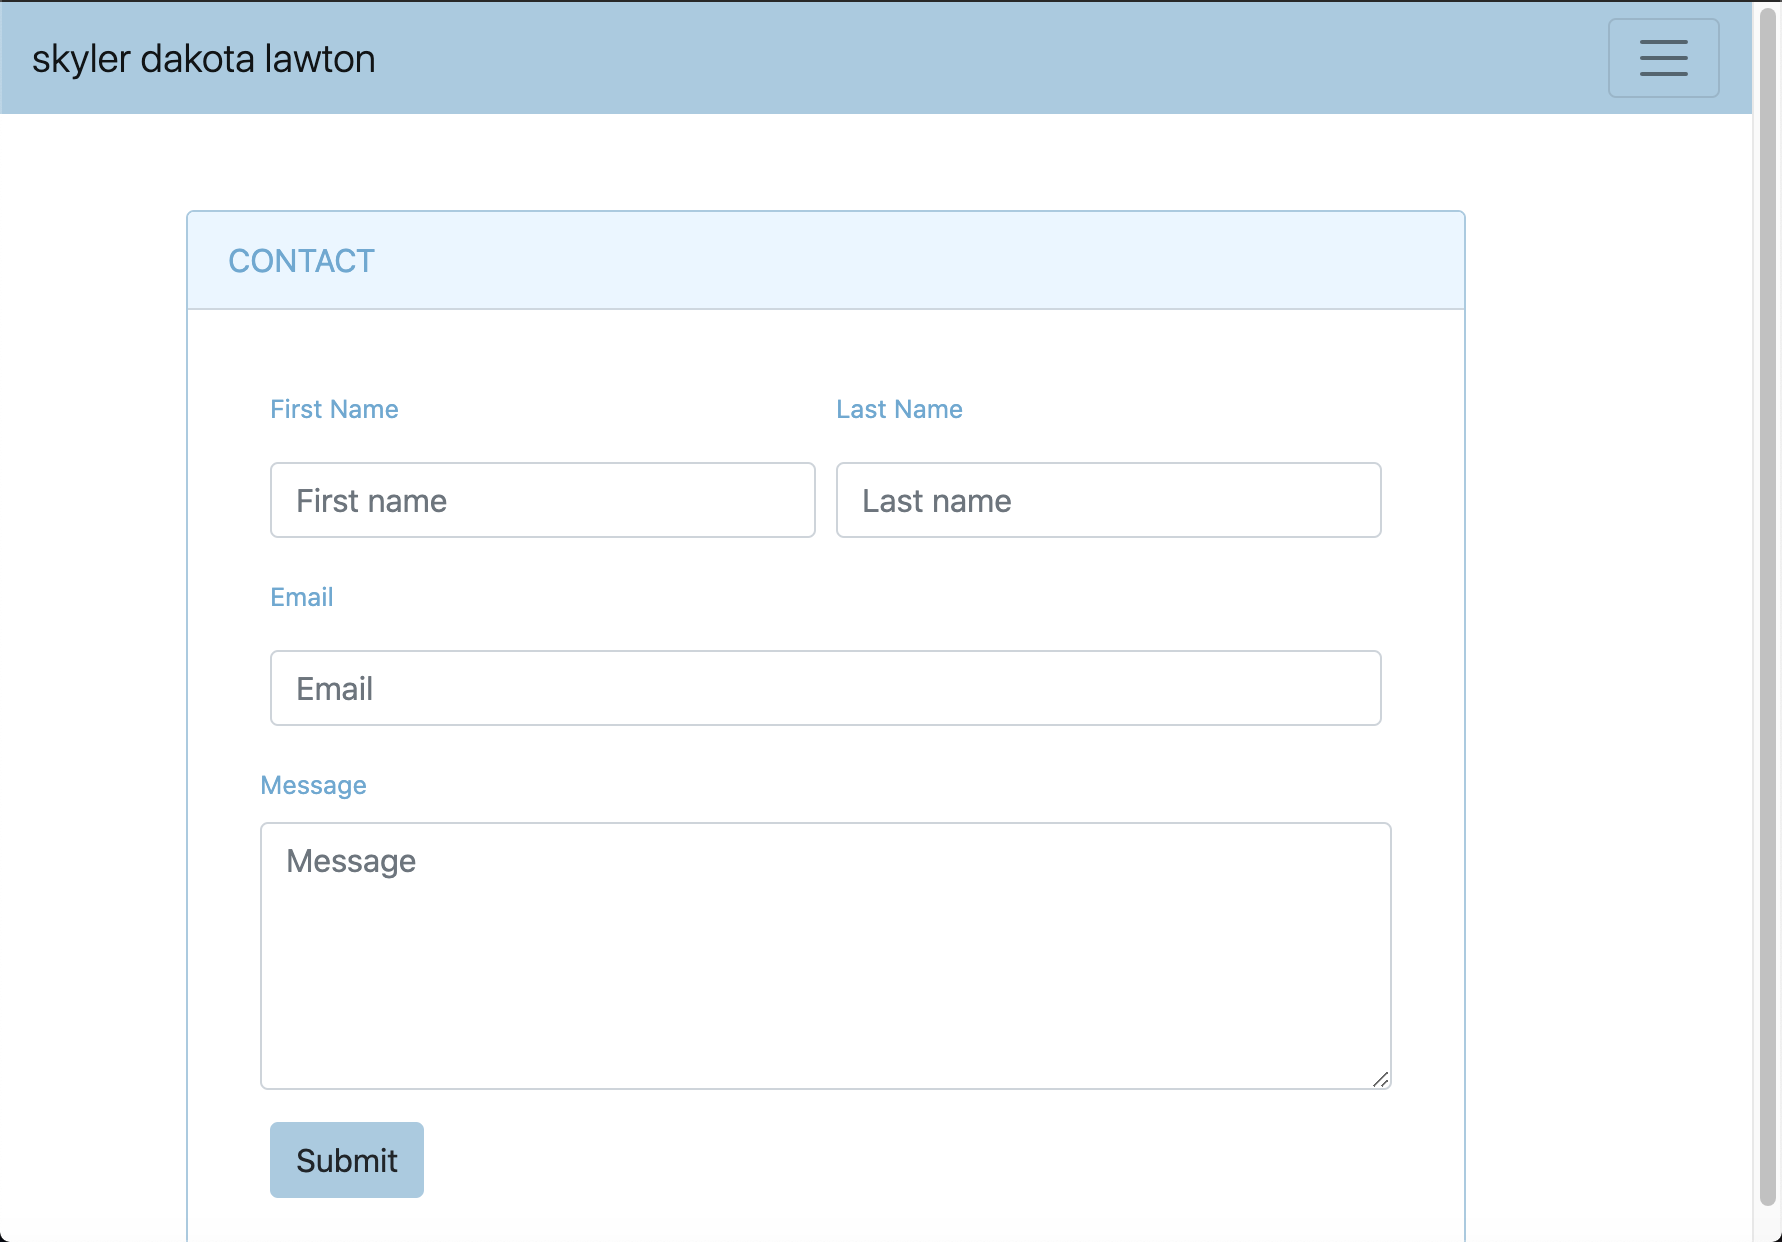 skyler dakota lawton
CONTACT
First Name Last Name
First name Last name
Email
Email
Message
Message
Submit